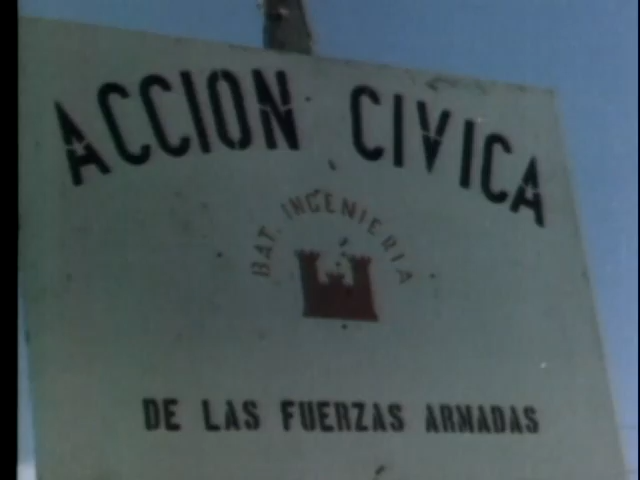 ACCION CIVICA
BAT. INGENIERIA
DE LAS FUERZAS ARMADAS